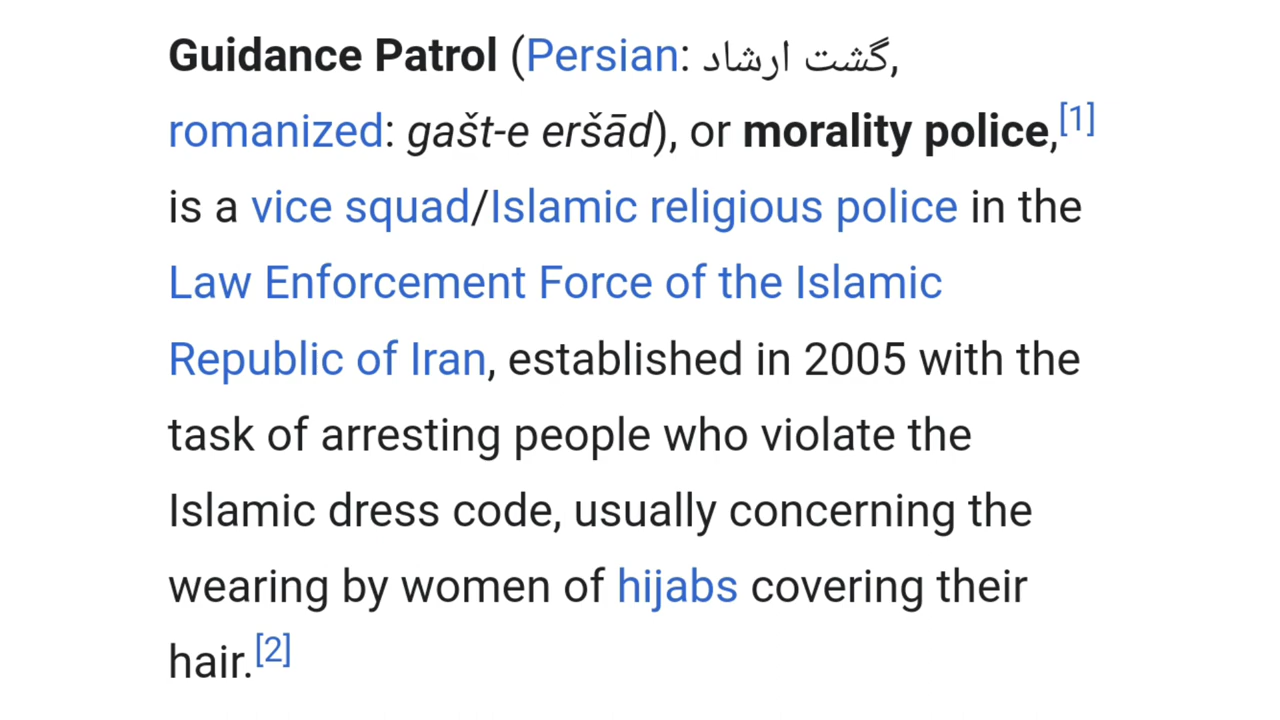 Guidance Patrol (Persian: گشت ارشاد,
romanized: gašt-e eršād), or morality police,[1]
is a vice squad/Islamic religious police in the
Law Enforcement Force of the Islamic
Republic of Iran, established in 2005 with the
task of arresting people who violate the
Islamic dress code, usually concerning the
wearing by women of hijabs covering their
hair.[2]